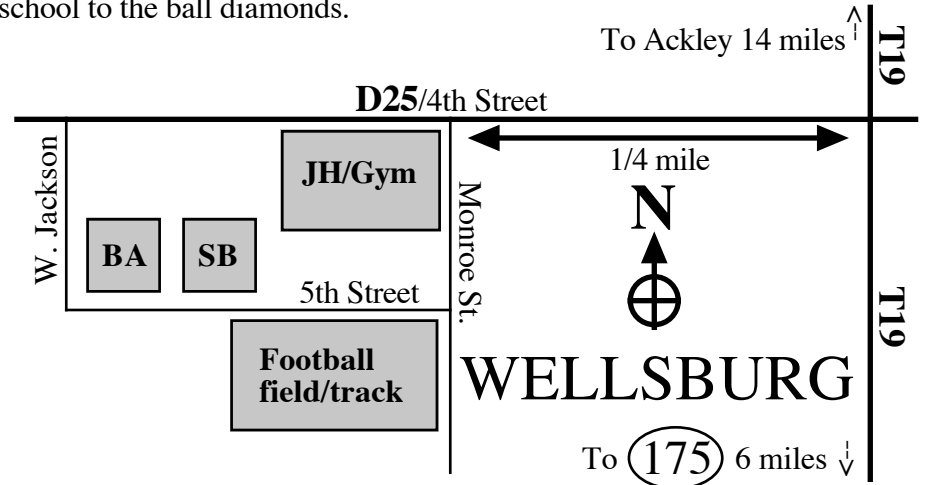 school to the ball diamonds.
To Ackley 14 miles
T19
D25/4th Street
1/4 mile
W. Jackson
JH/Gym
Monroe St.
N
BA
SB
5th Street
T19
Football
field/track
WELLSBURG
To 175 6 miles